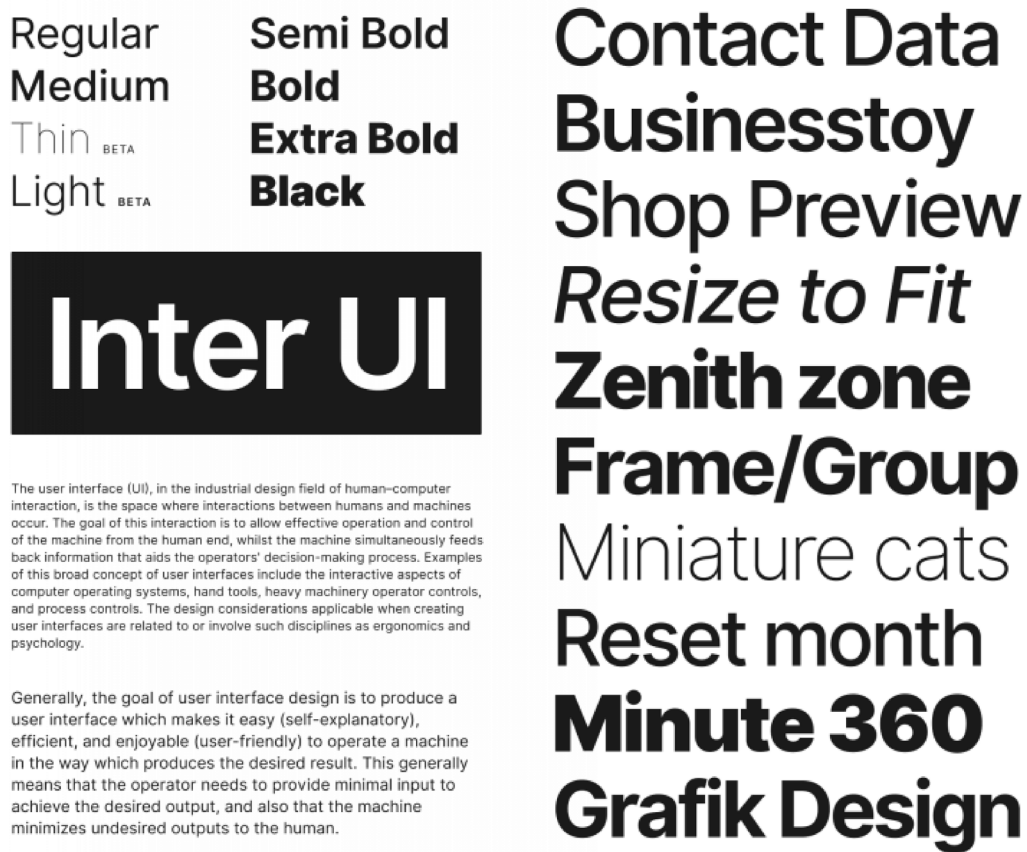 Regular
Medium
Thin BETA
Light BETA
Semi Bold
Bold
Extra Bold
Black
Inter UI
The user interface (UI), in the industrial design field of human–computer
interaction, is the space where interactions between humans and machines
occur. The goal of this interaction is to allow effective operation and control
of the machine from the human end, whilst the machine simultaneously feeds
back information that aids the operators' decision-making process. Examples
of this broad concept of user interfaces include the interactive aspects of
computer operating systems, hand tools, heavy machinery operator controls,
and process controls. The design considerations applicable when creating
user interfaces are related to or involve such disciplines as ergonomics and
psychology.
Generally, the goal of user interface design is to produce a
user interface which makes it easy (self-explanatory),
efficient, and enjoyable (user-friendly) to operate a machine
in the way which produces the desired result. This generally
means that the operator needs to provide minimal input to
achieve the desired output, and also that the machine
minimizes undesired outputs to the human.
Contact Data
Businesstoy
Shop Preview
Resize to Fit
Zenith zone
Frame/Group
Miniature cats
Reset month
Minute 360
Grafik Design